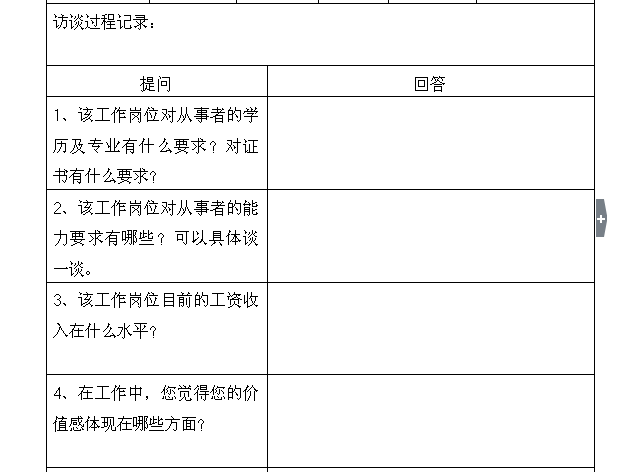 访谈过程记录：
提问
回答
1、该工作岗位对从事者的学
历及专业有什么要求？对证
书有什么要求？
2、该工作岗位对从事者的能
力要求有哪些？可以具体谈
一谈。
3、该工作岗位目前的工资收
入在什么水平？
4、在工作中，您觉得您的价
值感体现在哪些方面？